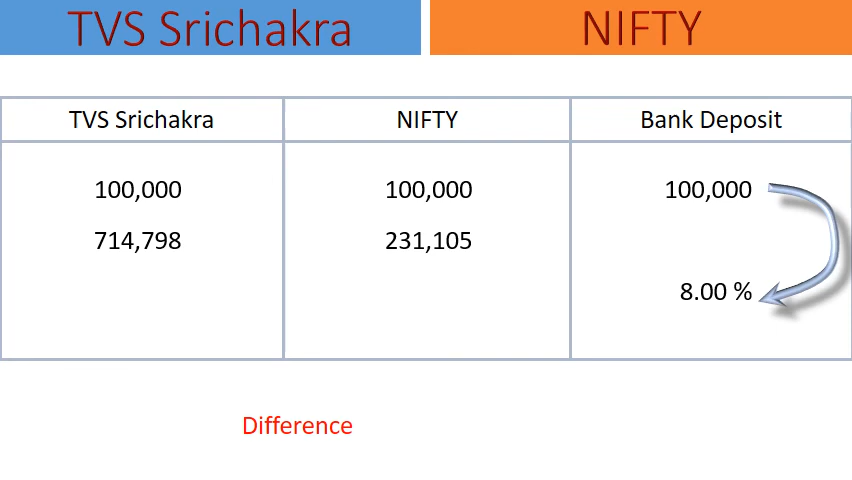 TVS Srichakra
NIFTY
TVS Srichakra NIFTY Bank Deposit
100,000 100,000 100,000
714,798 231,105
8.00 %
Difference